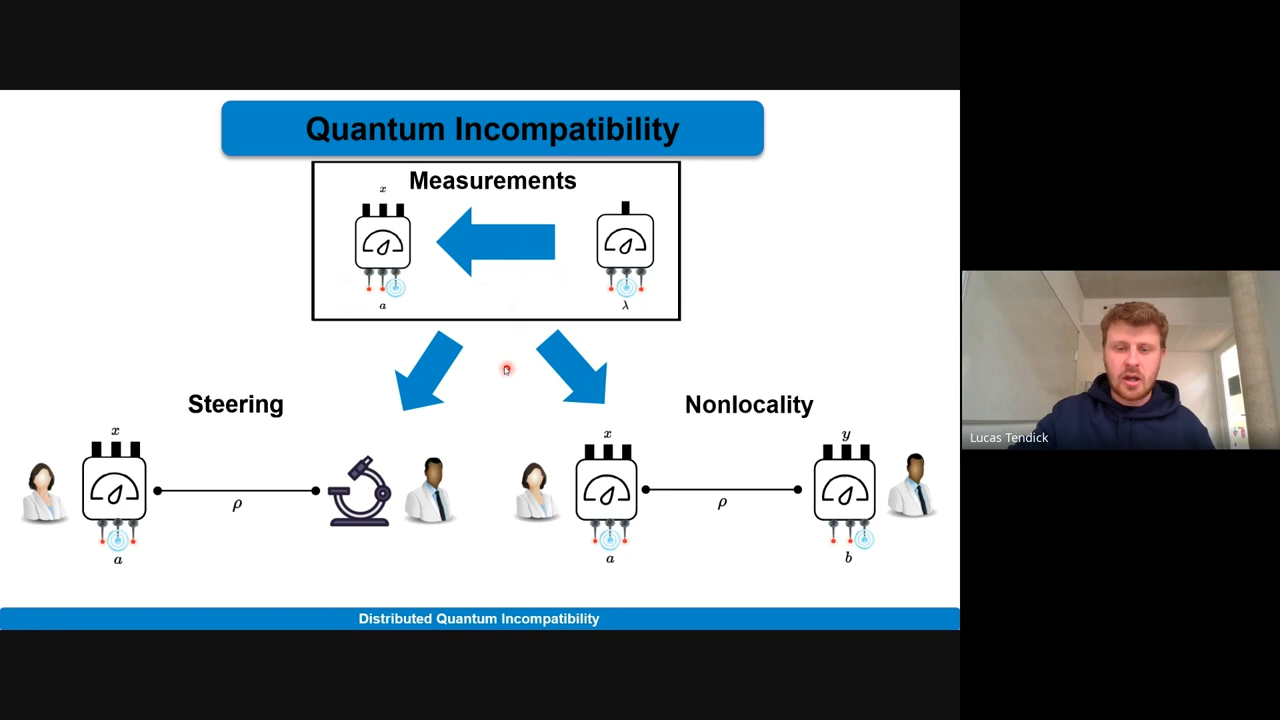 Quantum Incompatibility
Measurements
x
a
λ
Steering
Nonlocality
x
ρ
a
x
y
ρ
a
b
Lucas Tendick
Distributed Quantum Incompatibility